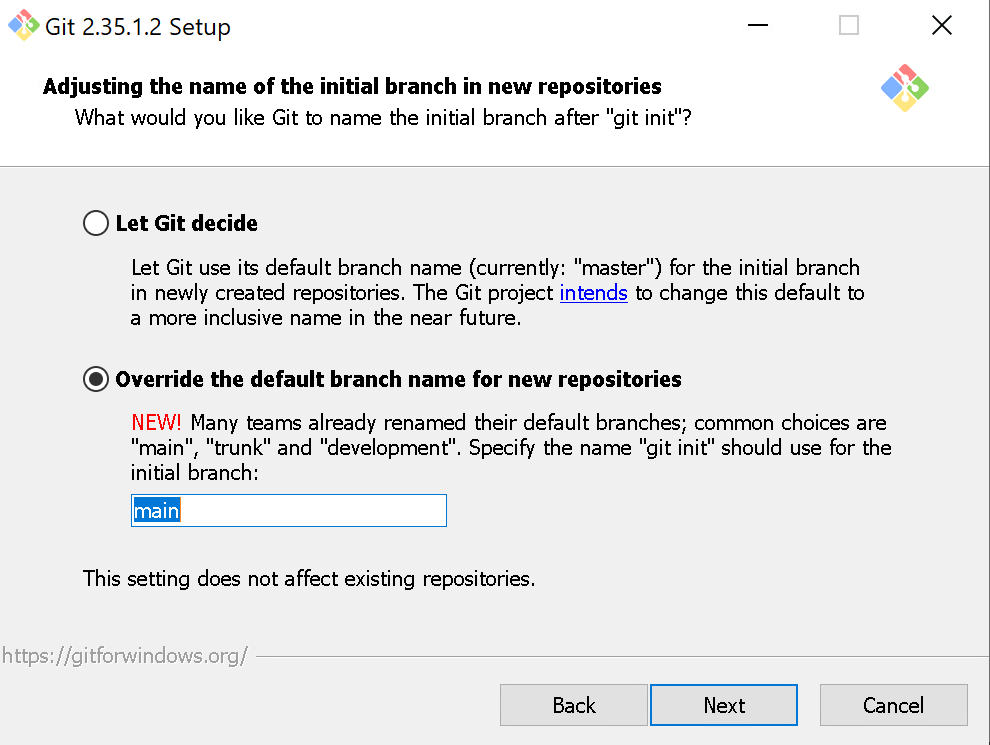 Git 2.35.1.2 Setup
Adjusting the name of the initial branch in new repositories
What would you like Git to name the initial branch after "git init"?
Let Git decide
Let Git use its default branch name (currently: "master") for the initial branch
in newly created repositories. The Git project intends to change this default to
a more inclusive name in the near future.
Override the default branch name for new repositories
NEW! Many teams already renamed their default branches; common choices are
"main", "trunk" and "development". Specify the name "git init" should use for the
initial branch:
main
This setting does not affect existing repositories.
https://gitforwindows.org/
Back Next Cancel